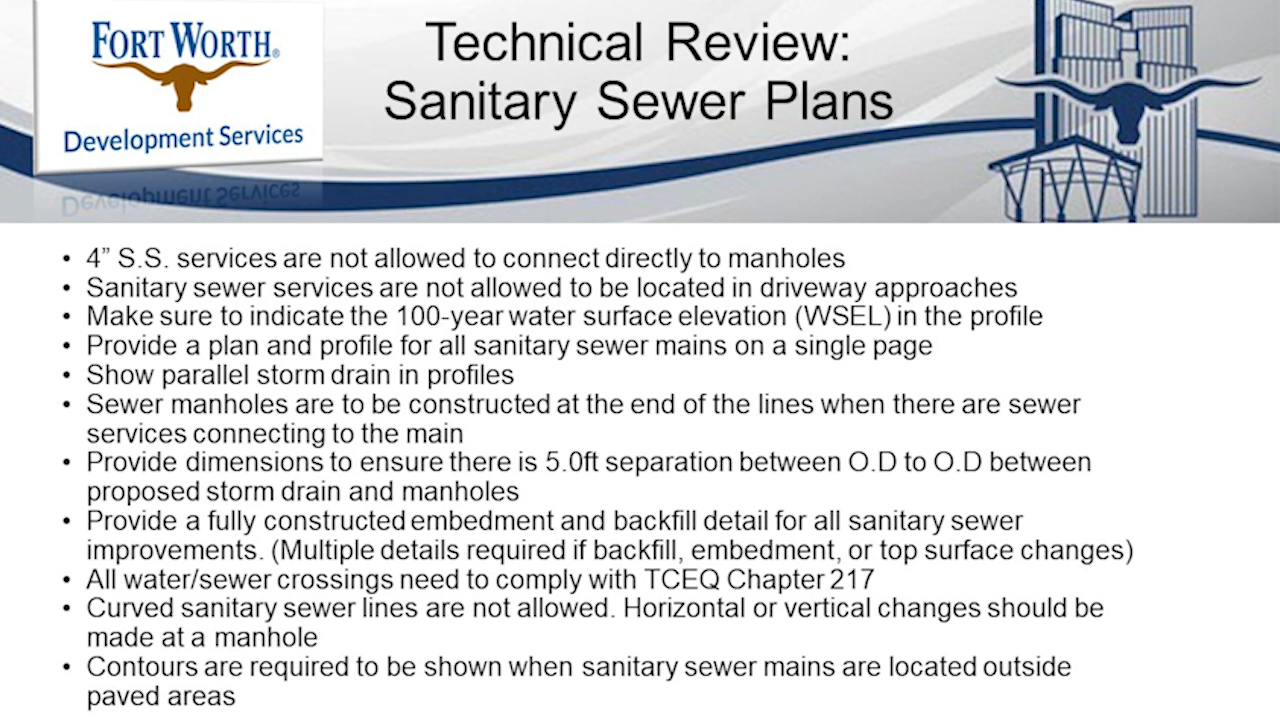 FORT WORTH®
Development Services
Technical Review:
Sanitary Sewer Plans
• 4” S.S. services are not allowed to connect directly to manholes
• Sanitary sewer services are not allowed to be located in driveway approaches
• Make sure to indicate the 100-year water surface elevation (WSEL) in the profile
• Provide a plan and profile for all sanitary sewer mains on a single page
• Show parallel storm drain in profiles
• Sewer manholes are to be constructed at the end of the lines when there are sewer
services connecting to the main
• Provide dimensions to ensure there is 5.0ft separation between O.D to O.D between
proposed storm drain and manholes
• Provide a fully constructed embedment and backfill detail for all sanitary sewer
improvements. (Multiple details required if backfill, embedment, or top surface changes)
• All water/sewer crossings need to comply with TCEQ Chapter 217
• Curved sanitary sewer lines are not allowed. Horizontal or vertical changes should be
made at a manhole
• Contours are required to be shown when sanitary sewer mains are located outside
paved areas